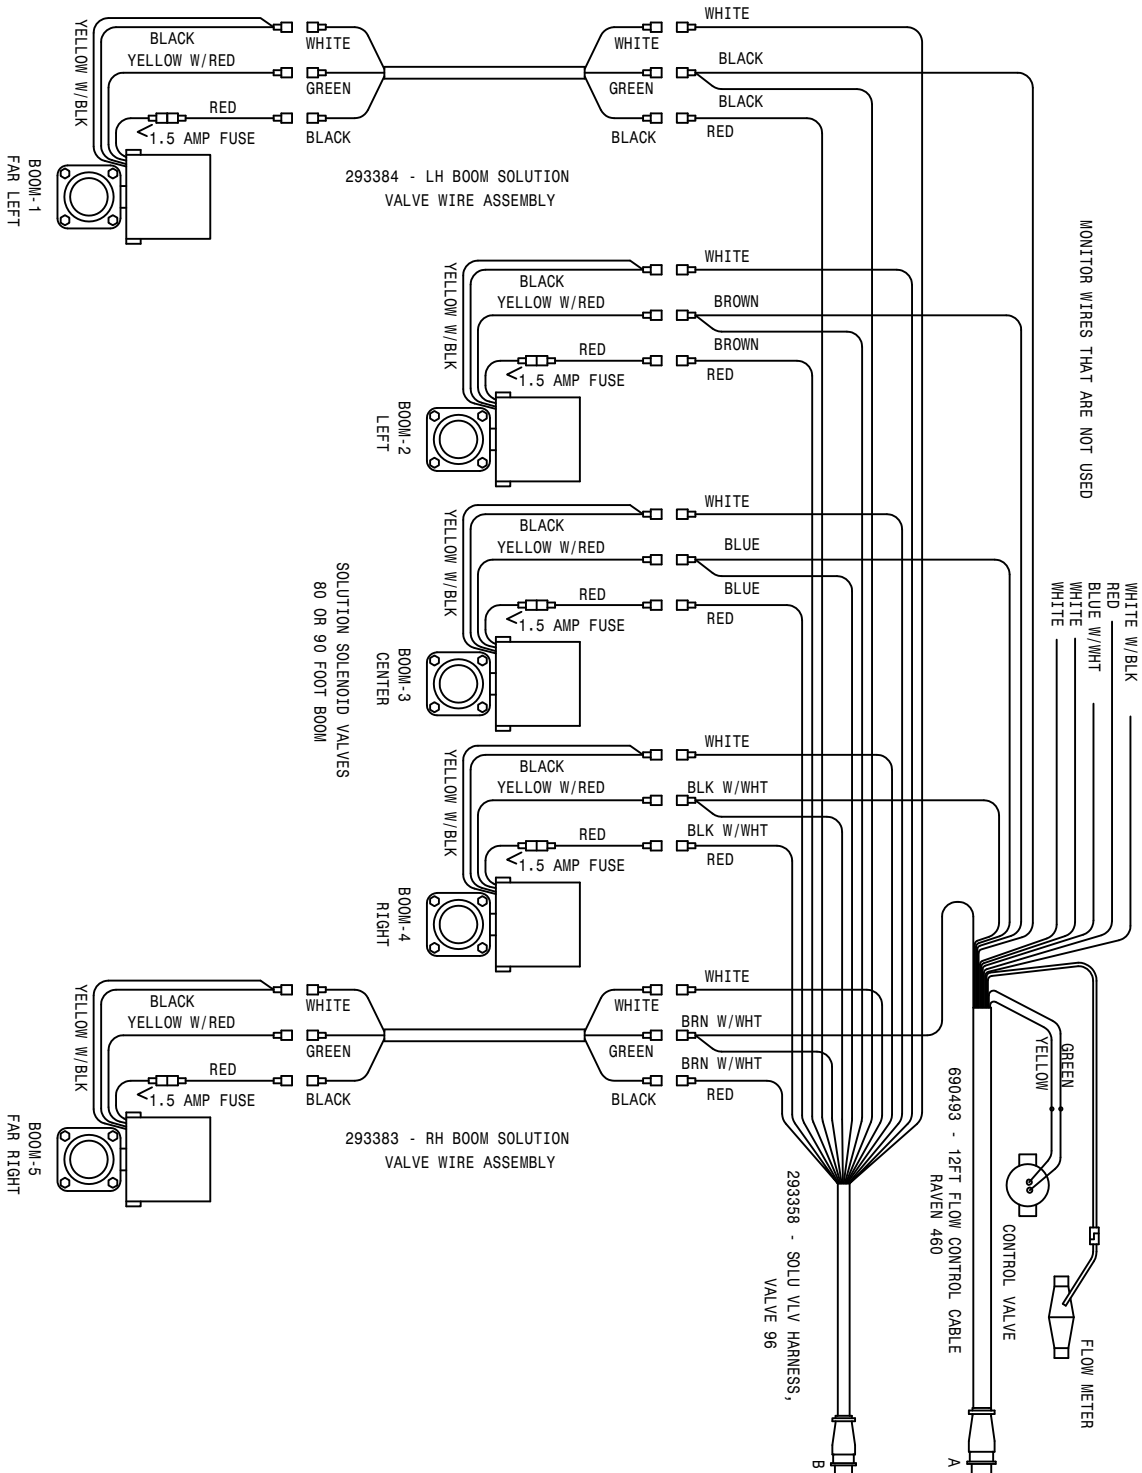 WHITE
BLACK
YELLOW W/RED
RED
1.5 AMP FUSE
YELLOW W/BLK
WHITE
GREEN
BLACK
WHITE
GREEN
BLACK
WHITE
BLACK
BLACK
RED
BOOM-1
FAR LEFT
293384 - LH BOOM SOLUTION
VALVE WIRE ASSEMBLY
MONITOR WIRES THAT ARE NOT USED
WHITE
BLACK
YELLOW W/RED
BROWN
BROWN
RED
RED
1.5 AMP FUSE
YELLOW W/BLK
BOOM-2
LEFT
WHITE
BLACK
YELLOW W/RED
BLUE
BLUE
RED
RED
1.5 AMP FUSE
YELLOW W/BLK
BOOM-3
CENTER
SOLUTION SOLENOID VALVES
80 OR 90 FOOT BOOM
WHITE W/BLK
RED
BLUE W/WHT
WHITE
WHITE
WHITE
BLACK
YELLOW W/RED
BLK W/WHT
BLK W/WHT
RED
RED
1.5 AMP FUSE
YELLOW W/BLK
BOOM-4
RIGHT
BLACK
YELLOW W/RED
RED
1.5 AMP FUSE
YELLOW W/BLK
WHITE
GREEN
BLACK
WHITE
GREEN
BLACK
WHITE
BRN W/WHT
BRN W/WHT
RED
BOOM-5
FAR RIGHT
293383 - RH BOOM SOLUTION
VALVE WIRE ASSEMBLY
GREEN
YELLOW
690493 - 12FT FLOW CONTROL CABLE
RAVEN 460
CONTROL VALVE
FLOW METER
293358 - SOLU VLV HARNESS,
VALVE 96
A
B